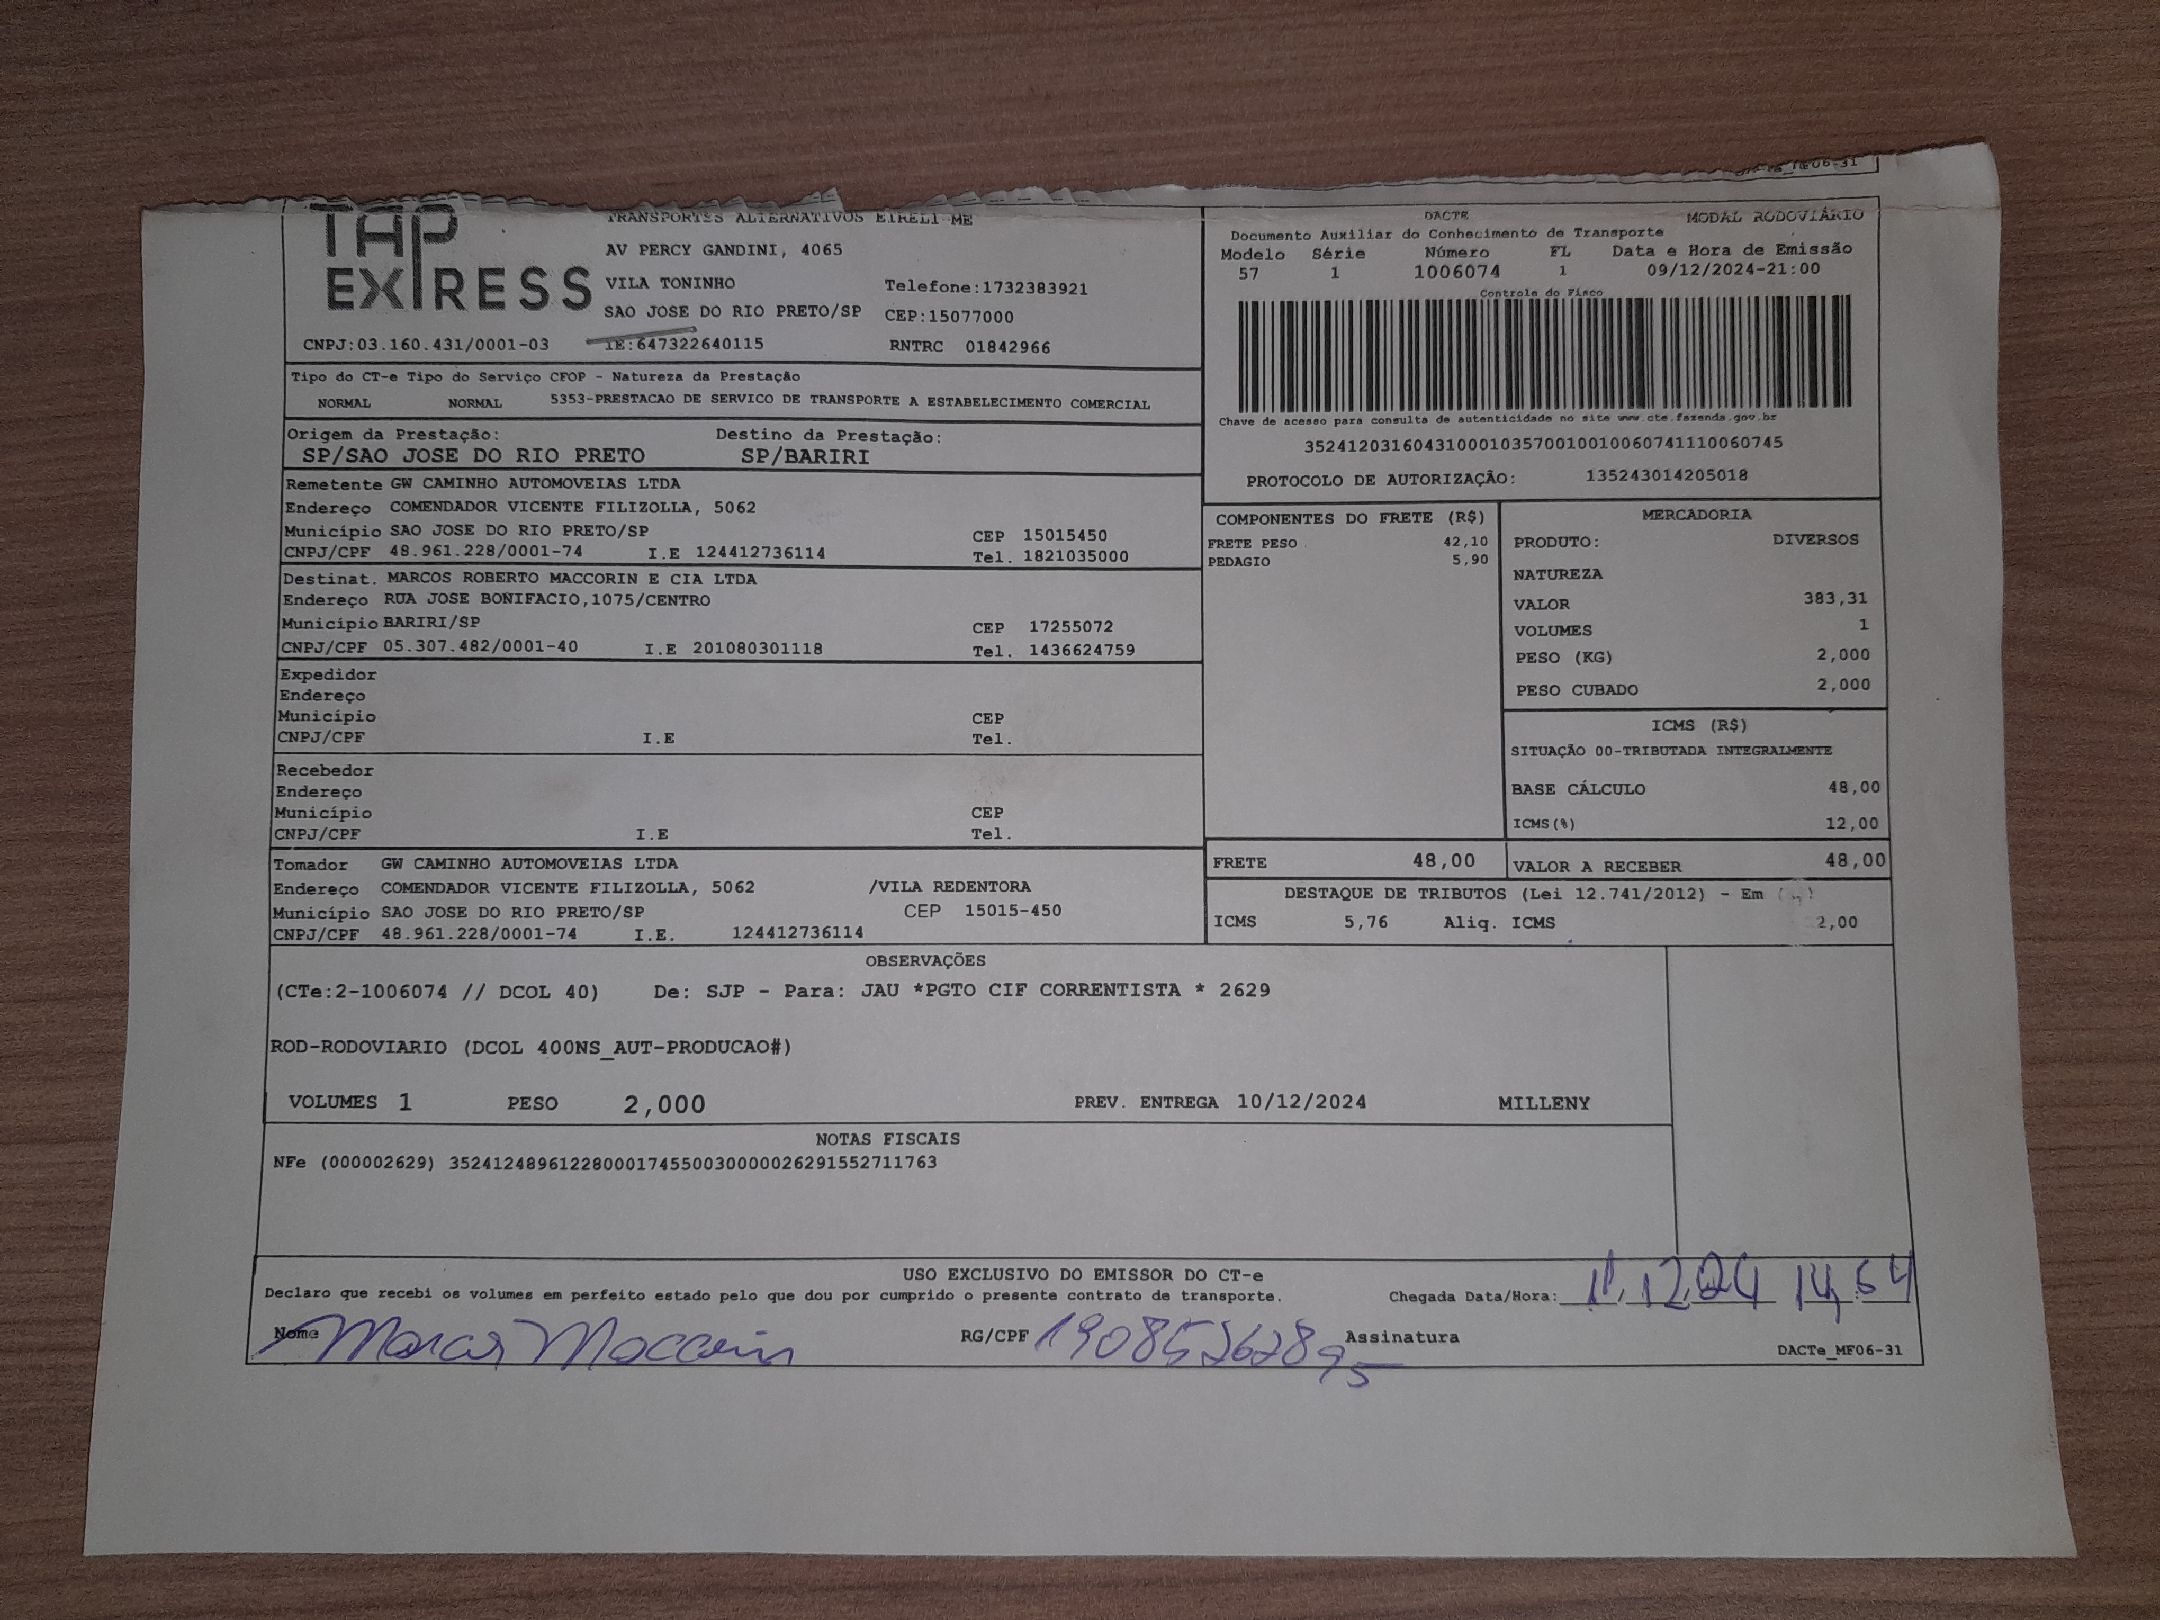 MF06-31
TAP
EXPRESS
TRANSPORTES ALTERNATIVOS EIRELI ME
AV PERCY GANDINI, 4065
VILA TONINHO Telefone:1732383921
SAO JOSE DO RIO PRETO/SP CEP:15077000
CNPJ:03.160.431/0001-03 IE:647322640115 RNTRC 01842966
DACTE MODAL RODOVIÁRIO
Documento Auxiliar do Conhecimento de Transporte
Modelo Série Número FL Data e Hora de Emissão
57 1 1006074 1 09/12/2024-21:00
Controle do Fisco
Chave de acesso para consulta de autenticidade no site www.cte.fazenda.gov.br
35241203160431000103570010010060741110060745
PROTOCOLO DE AUTORIZAÇÃO: 135243014205018
Tipo do CT-e Tipo do Serviço CFOP - Natureza da Prestação
NORMAL NORMAL 5353-PRESTACAO DE SERVICO DE TRANSPORTE A ESTABELECIMENTO COMERCIAL
Origem da Prestação: Destino da Prestação:
SP/SAO JOSE DO RIO PRETO SP/BARIRI
Remetente GW CAMINHO AUTOMOVEIAS LTDA
Endereço COMENDADOR VICENTE FILIZOLLA, 5062
Município SAO JOSE DO RIO PRETO/SP CEP 15015450
CNPJ/CPF 48.961.228/0001-74 I.E 124412736114 Tel. 1821035000
Destinat. MARCOS ROBERTO MACCORIN E CIA LTDA
Endereço RUA JOSE BONIFACIO,1075/CENTRO
Município BARIRI/SP CEP 17255072
CNPJ/CPF 05.307.482/0001-40 I.E 201080301118 Tel. 1436624759
Expedidor
Endereço
Município CEP
CNPJ/CPF I.E Tel.
Recebedor
Endereço
Município CEP
CNPJ/CPF I.E Tel.
Tomador GW CAMINHO AUTOMOVEIAS LTDA
Endereço COMENDADOR VICENTE FILIZOLLA, 5062 /VILA REDENTORA
Município SAO JOSE DO RIO PRETO/SP CEP 15015-450
CNPJ/CPF 48.961.228/0001-74 I.E. 124412736114
COMPONENTES DO FRETE (R$)
FRETE PESO 42,10
PEDAGIO 5,90
MERCADORIA
PRODUTO: DIVERSOS
NATUREZA
VALOR 383,31
VOLUMES 1
PESO (KG) 2,000
PESO CUBADO 2,000
ICMS (R$)
SITUAÇÃO 00-TRIBUTADA INTEGRALMENTE
BASE CÁLCULO 48,00
ICMS(%) 12,00
FRETE 48,00 VALOR A RECEBER 48,00
DESTAQUE DE TRIBUTOS (Lei 12.741/2012) - Em
ICMS 5,76 Aliq. ICMS 2,00
OBSERVAÇÕES
(CTe:2-1006074 // DCOL 40) De: SJP - Para: JAU *PGTO CIF CORRENTISTA * 2629
ROD-RODOVIARIO (DCOL 400NS_AUT-PRODUCAO#)
VOLUMES 1 PESO 2,000 PREV. ENTREGA 10/12/2024 MILLENY
NOTAS FISCAIS
NFe (000002629) 35241248961228000174550030000026291552711763
USO EXCLUSIVO DO EMISSOR DO CT-e
Declaro que recebi os volumes em perfeito estado pelo que dou por cumprido o presente contrato de transporte. Chegada Data/Hora: 11.12.24 14,54
Nome Marcos Maccorin RG/CPF 19085262895 Assinatura
DACTe_MF06-31